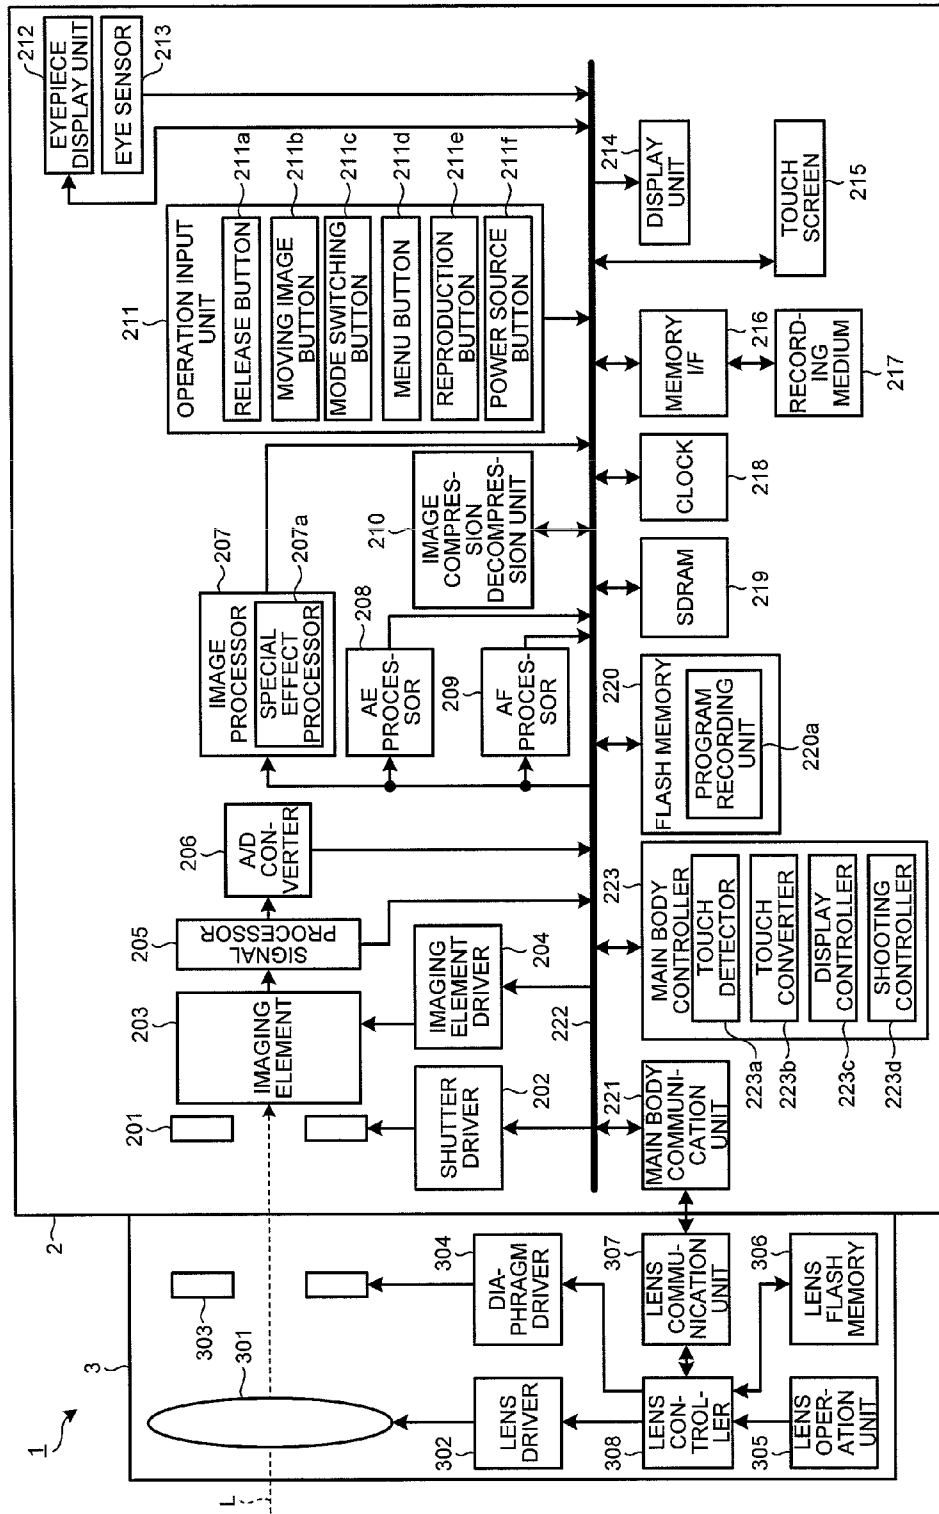 1
L
3
301
303
302
LENS
DRIVER
304
DIA-
PHRAGM
DRIVER
308
LENS
CON-
TROL-
LER
307
LENS
COMMU-
NICATION
UNIT
305
LENS
OPER-
ATION
UNIT
306
LENS
FLASH
MEMORY
2
201
202
SHUTTER
DRIVER
203
IMAGING
ELEMENT
204
IMAGING
ELEMENT
DRIVER
205
SIGNAL
PROCESSOR
206
A/D
CON-
VERTER
207
IMAGE
PROCESSOR
207a
SPECIAL
EFFECT
PROCESSOR
208
AE
PROCES-
SOR
209
AF
PROCES-
SOR
210
IMAGE
COMPRES-
SION
DECOMPRES-
SION UNIT
211
OPERATION INPUT
UNIT
RELEASE BUTTON
211a
MOVING IMAGE
BUTTON
211b
MODE SWITCHING
BUTTON
211c
MENU BUTTON
211d
REPRODUCTION
BUTTON
211e
POWER SOURCE
BUTTON
211f
EYEPIECE
DISPLAY UNIT
212
EYE SENSOR
213
222
221
MAIN BODY
COMMUNI-
CATION
UNIT
223
MAIN BODY
CONTROLLER
TOUCH
DETECTOR
223a
TOUCH
CONVERTER
223b
DISPLAY
CONTROLLER
223c
SHOOTING
CONTROLLER
223d
220
FLASH MEMORY
PROGRAM
RECORDING
UNIT
220a
SDRAM
219
CLOCK
218
MEMORY
I/F
216
RECORD-
ING
MEDIUM
217
214
DISPLAY
UNIT
TOUCH
SCREEN
215